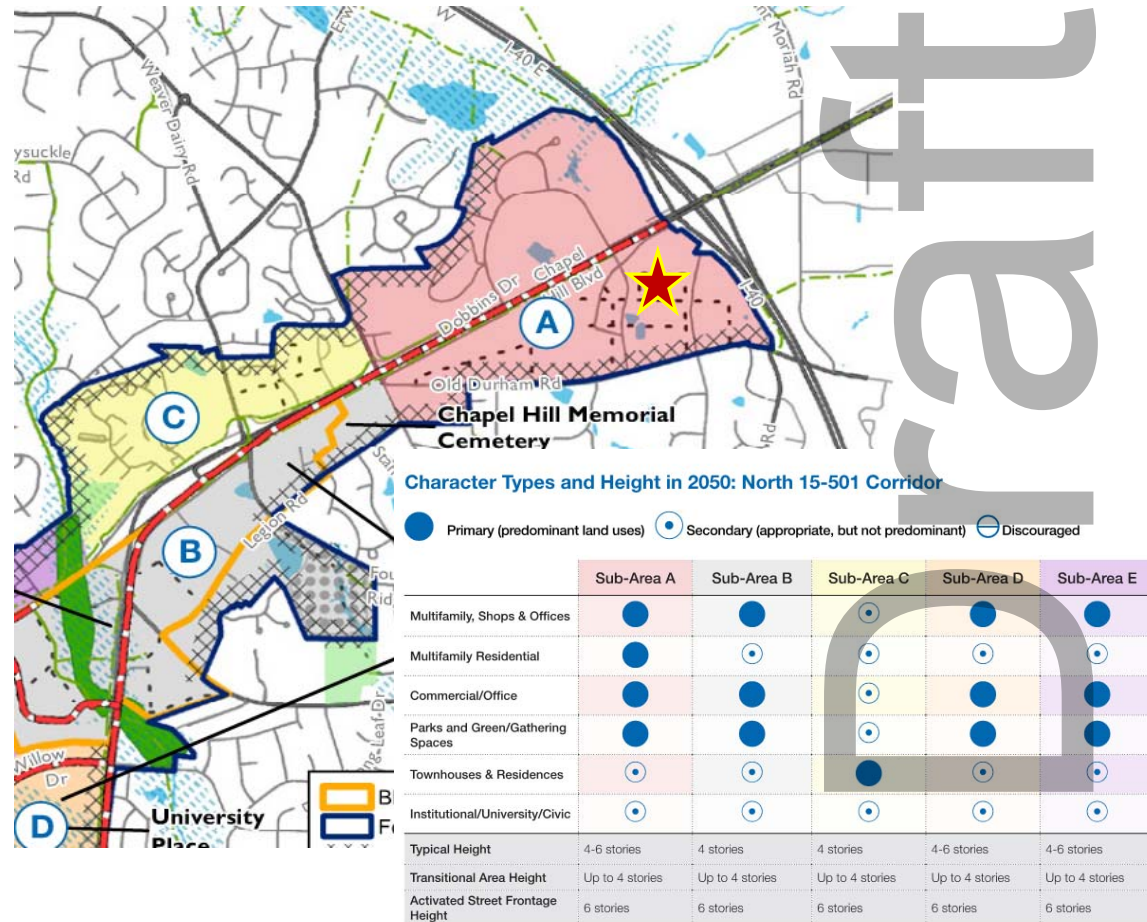 Weaver Dairy Rd
Erw
W
I-40 E
nt Moriah Rd
ysuckle
Rd
Dobbins Dr
Chapel
Hill Blvd
I-40
A
Old Durham Rd
Chapel Hill Memorial
Cemetery
C
Rd
Legion Rd
B
Willow
Dr
D
University
Place
raft
D
Character Types and Height in 2050: North 15-501 Corridor
Primary (predominant land uses) Secondary (appropriate, but not predominant) Discouraged
Sub-Area A Sub-Area B Sub-Area C Sub-Area D Sub-Area E
Multifamily, Shops & Offices
Multifamily Residential
Commercial/Office
Parks and Green/Gathering
Spaces
Townhouses & Residences
Institutional/University/Civic
Typical Height 4-6 stories 4 stories 4 stories 4-6 stories 4-6 stories
Transitional Area Height Up to 4 stories Up to 4 stories Up to 4 stories Up to 4 stories Up to 4 stories
Activated Street Frontage
Height 6 stories 6 stories 6 stories 6 stories 6 stories